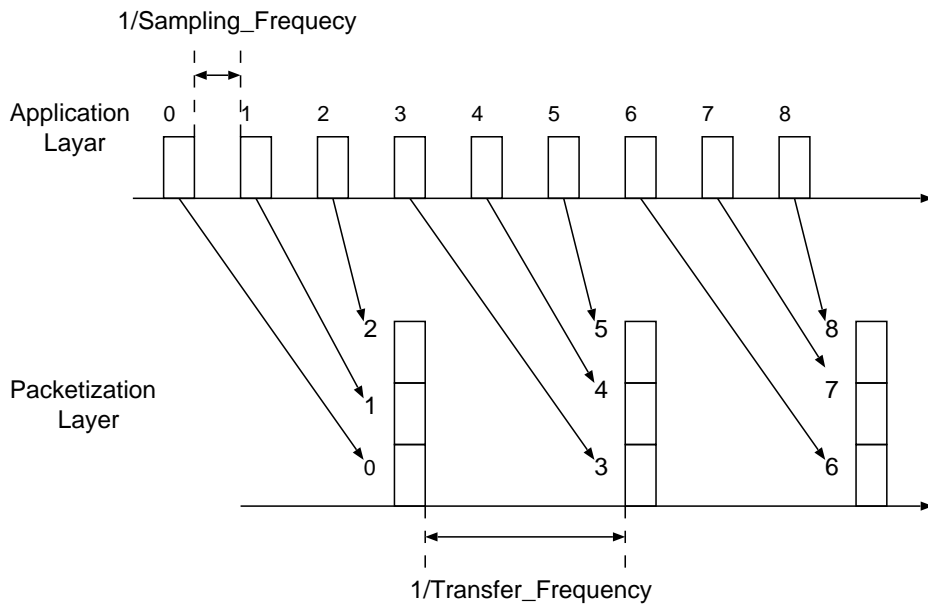 1/Sampling_Frequecy
Application
Layar
0 1 2 3 4 5 6 7 8
2 5 8
1 4 7
0 3 6
Packetization
Layer
1/Transfer_Frequency